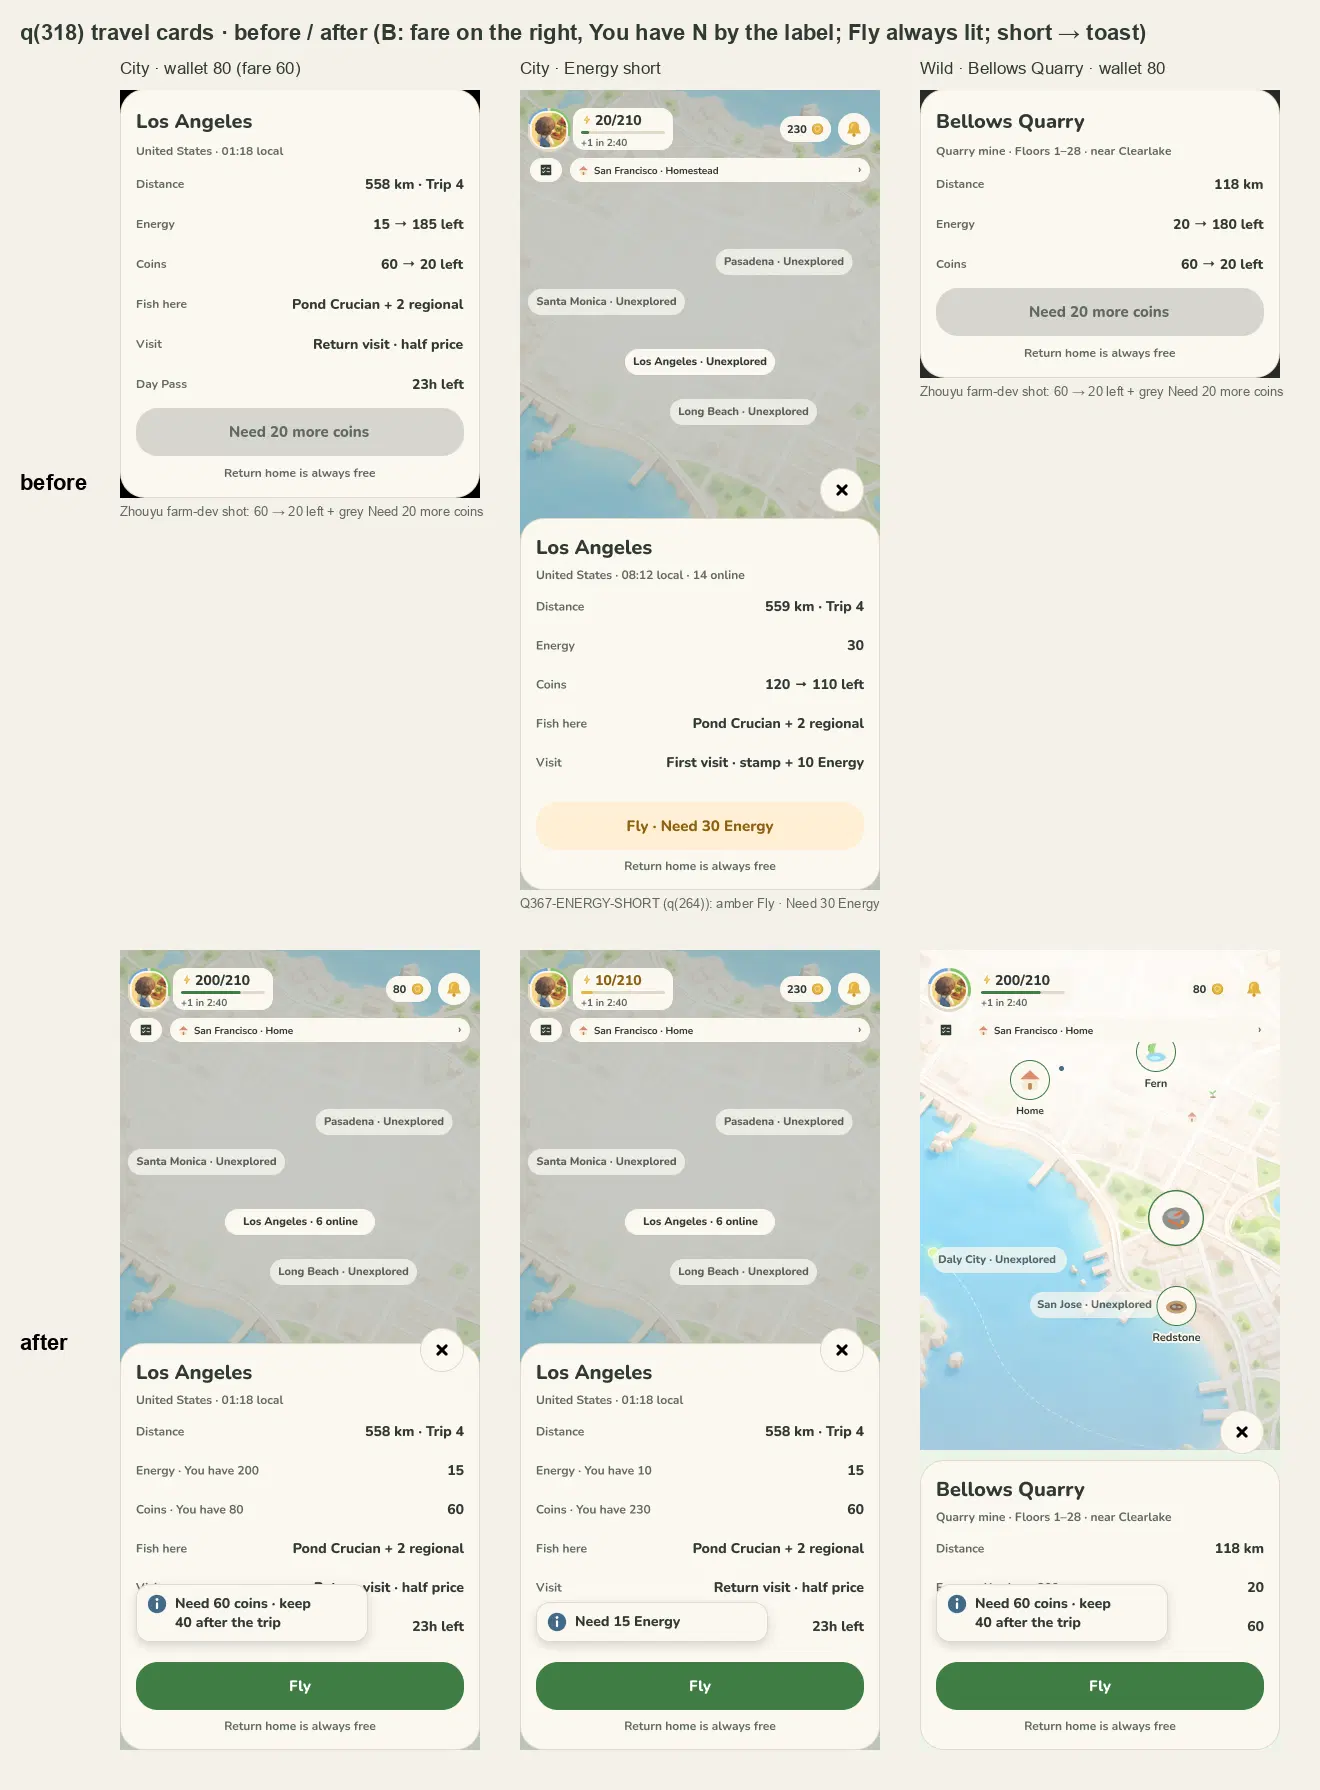 q(318) travel cards · before / after (B: fare on the right, You have N by the label; Fly always lit; short → toast)
City · wallet 80 (fare 60)
City · Energy short
Wild · Bellows Quarry · wallet 80
before
Los Angeles
United States · 01:18 local
Distance 558 km · Trip 4
Energy 15 → 185 left
Coins 60 → 20 left
Fish here Pond Crucian + 2 regional
Visit Return visit · half price
Day Pass 23h left
Need 20 more coins
Return home is always free
Zhouyu farm-dev shot: 60 → 20 left + grey Need 20 more coins
20/210
+1 in 2:40
230
San Francisco · Homestead ›
Pasadena · Unexplored
Santa Monica · Unexplored
Los Angeles · Unexplored
Long Beach · Unexplored
Los Angeles
United States · 08:12 local · 14 online
Distance 559 km · Trip 4
Energy 30
Coins 120 → 110 left
Fish here Pond Crucian + 2 regional
Visit First visit · stamp + 10 Energy
Fly · Need 30 Energy
Return home is always free
Q367-ENERGY-SHORT (q(264)): amber Fly · Need 30 Energy
Bellows Quarry
Quarry mine · Floors 1–28 · near Clearlake
Distance 118 km
Energy 20 → 180 left
Coins 60 → 20 left
Need 20 more coins
Return home is always free
Zhouyu farm-dev shot: 60 → 20 left + grey Need 20 more coins
after
200/210
+1 in 2:40
80
San Francisco · Home ›
Pasadena · Unexplored
Santa Monica · Unexplored
Los Angeles · 6 online
Long Beach · Unexplored
Los Angeles
United States · 01:18 local
Distance 558 km · Trip 4
Energy · You have 200 15
Coins · You have 80 60
Fish here Pond Crucian + 2 regional
visit · half price
Need 60 coins · keep
40 after the trip
23h left
Fly
Return home is always free
10/210
+1 in 2:40
230
San Francisco · Home ›
Pasadena · Unexplored
Santa Monica · Unexplored
Los Angeles · 6 online
Long Beach · Unexplored
Los Angeles
United States · 01:18 local
Distance 558 km · Trip 4
Energy · You have 10 15
Coins · You have 230 60
Fish here Pond Crucian + 2 regional
Visit Return visit · half price
Need 15 Energy
23h left
Fly
Return home is always free
200/210
+1 in 2:40
80
San Francisco · Home ›
Fern
Home
Daly City · Unexplored
San Jose · Unexplored
Redstone
Bellows Quarry
Quarry mine · Floors 1–28 · near Clearlake
Distance 118 km
20
Need 60 coins · keep
40 after the trip
60
Fly
Return home is always free